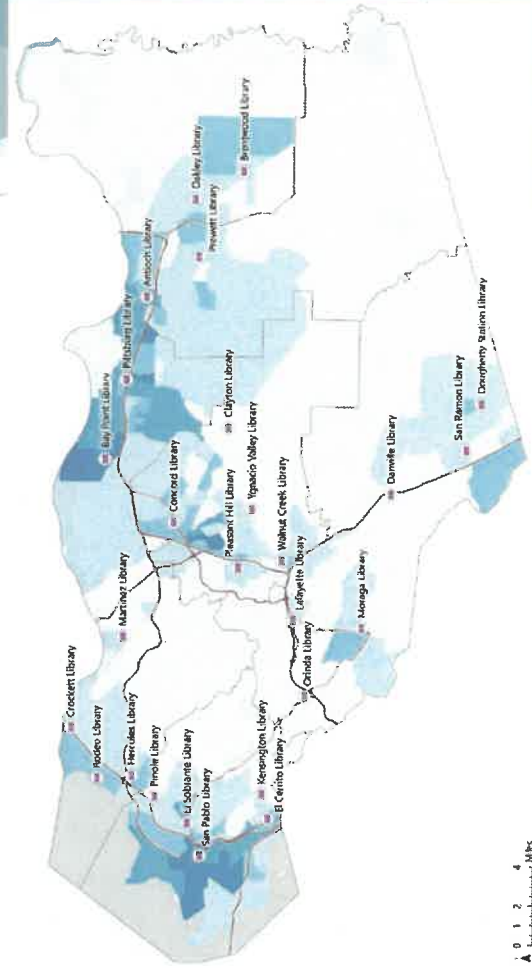 Crockett Library
Rodeo Library
Hercules Library
Pinole Library
El Sobrante Library
San Pablo Library
Kensington Library
El Cerrito Library
Martinez Library
Orinda Library
Lafayette Library
Moraga Library
Walnut Creek Library
Pleasant Hill Library
Ygnacio Valley Library
Concord Library
Clayton Library
Bay Point Library
Pittsburg Library
Antioch Library
Prewett Library
Oakley Library
Brentwood Library
Danville Library
San Ramon Library
Dougherty Station Library
0 1 2 4
Miles